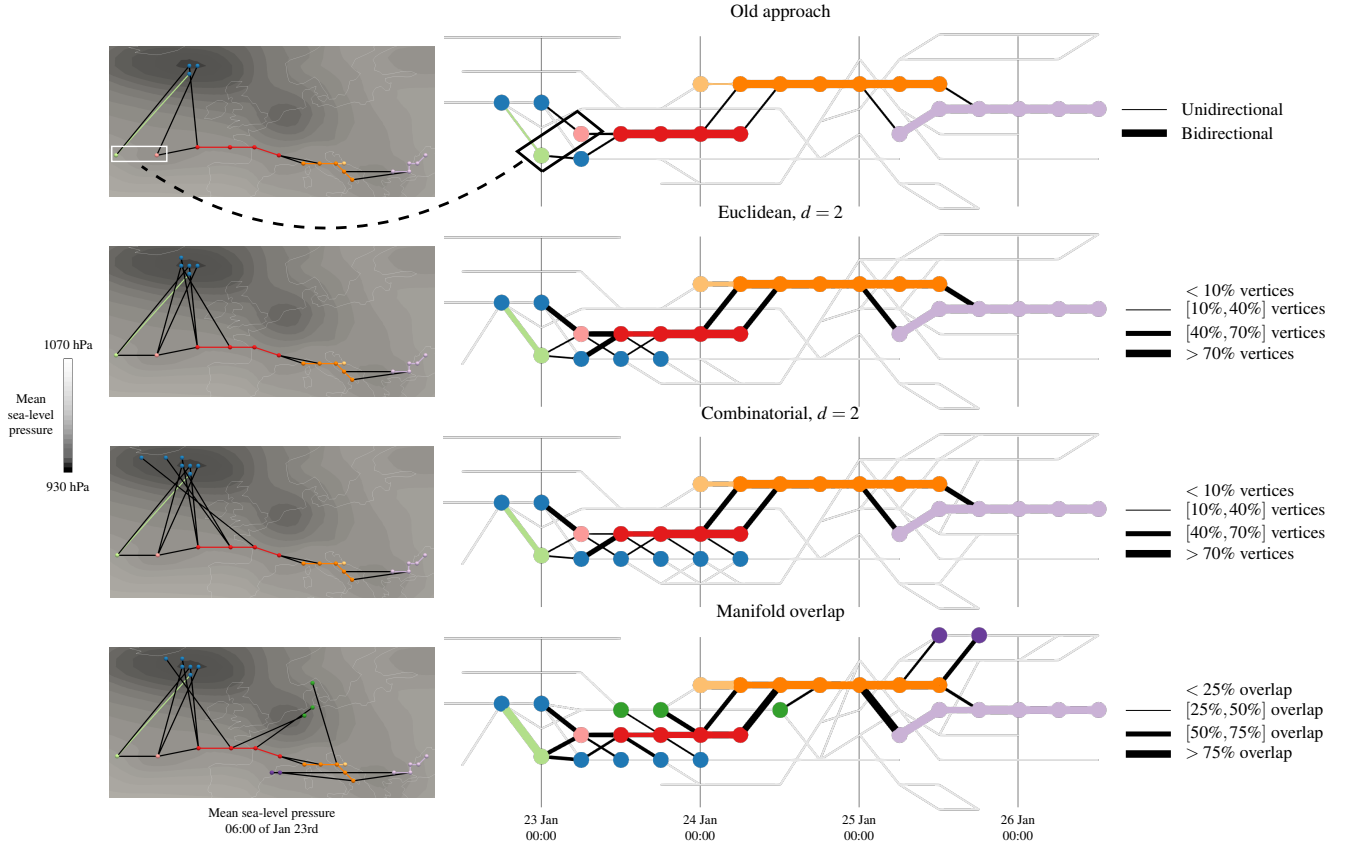 Old approach
Unidirectional
Bidirectional
Euclidean, d = 2
< 10% vertices
[10%,40%] vertices
[40%,70%] vertices
> 70% vertices
1070 hPa
Mean
sea-level
pressure
930 hPa
Combinatorial, d = 2
< 10% vertices
[10%,40%] vertices
[40%,70%] vertices
> 70% vertices
Manifold overlap
< 25% overlap
[25%,50%] overlap
[50%,75%] overlap
> 75% overlap
Mean sea-level pressure
06:00 of Jan 23rd
23 Jan
00:00
24 Jan
00:00
25 Jan
00:00
26 Jan
00:00